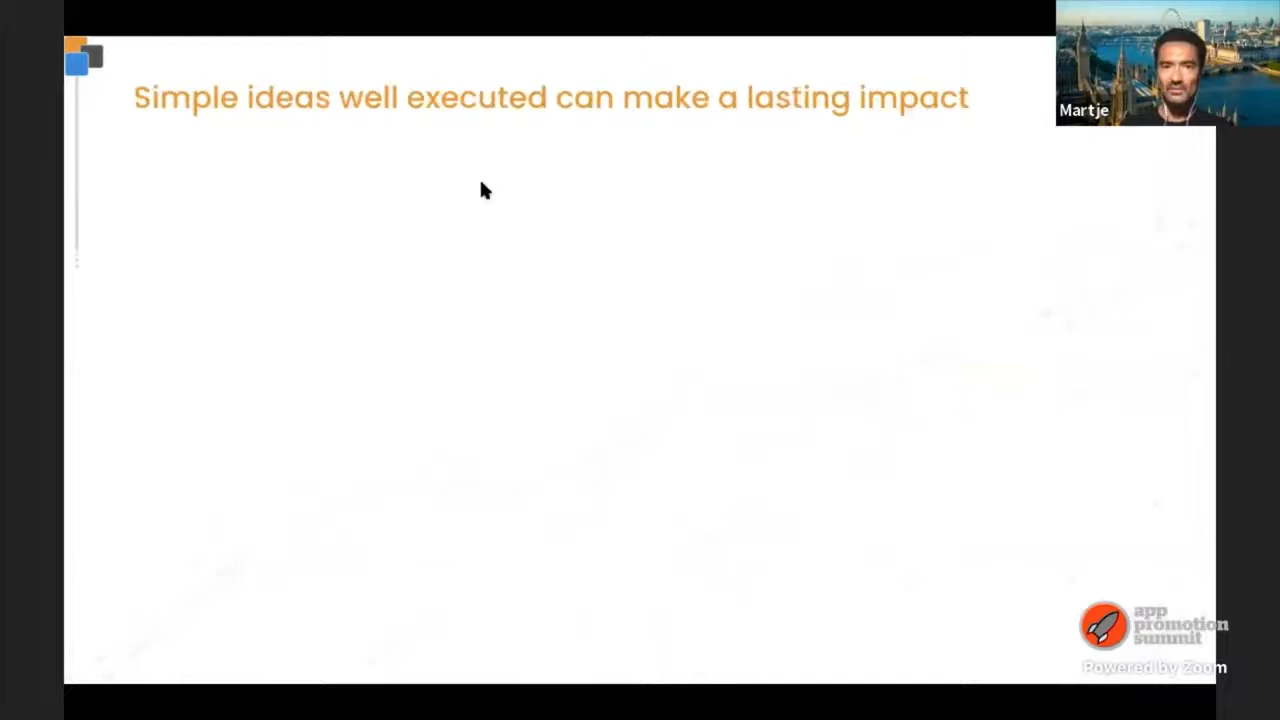 Simple ideas well executed can make a lasting impact
Martje
app
promotion
summit
Powered by Zoom